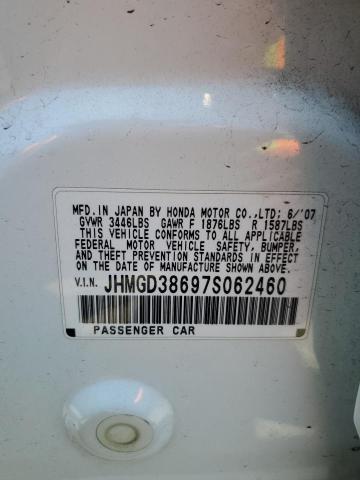 MFD. IN JAPAN BY HONDA MOTOR CO., LTD; 6/'07
GVWR 3446LBS GAWR F 1876LBS R 1587LBS
THIS VEHICLE CONFORMS TO ALL APPLICABLE
FEDERAL MOTOR VEHICLE SAFETY, BUMPER,
AND THEFT PREVENTION STANDARDS IN EFFECT
ON THE DATE OF MANUFACTURE SHOWN ABOVE.
V.I.N. JHMGD38697S062460
PASSENGER CAR